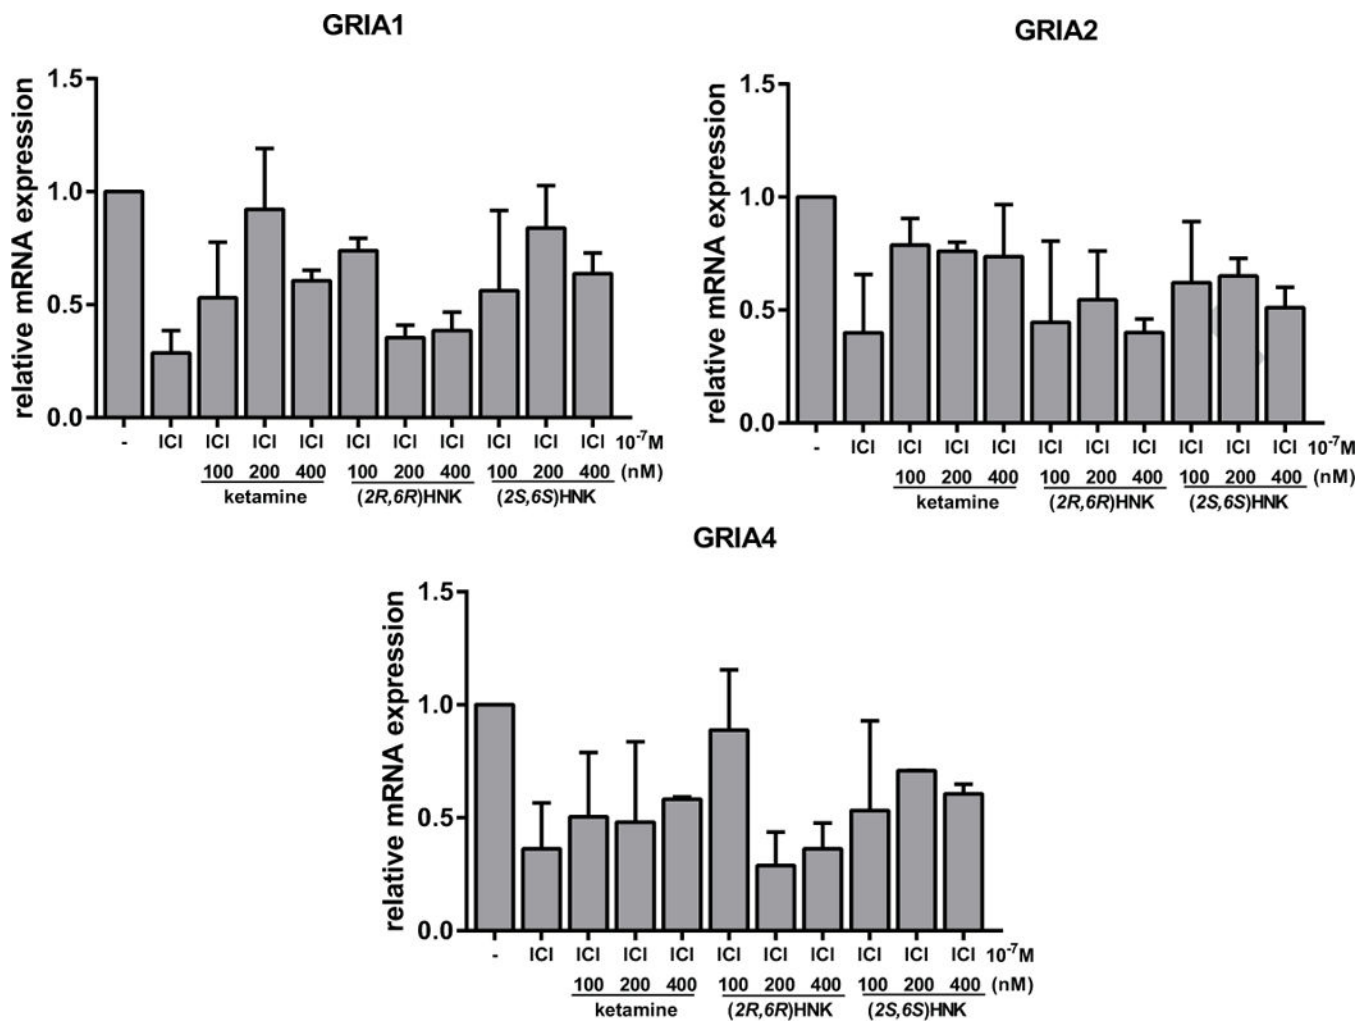 GRIA1
relative mRNA expression
1.5
1.0
0.5
0.0
- ICI ICI ICI ICI ICI ICI ICI ICI ICI ICI 10⁻⁷M
100 200 400 100 200 400 100 200 400 (nM)
ketamine (2R,6R)HNK (2S,6S)HNK
GRIA2
relative mRNA expression
1.5
1.0
0.5
0.0
- ICI ICI ICI ICI ICI ICI ICI ICI ICI ICI 10⁻⁷M
100 200 400 100 200 400 100 200 400 (nM)
ketamine (2R,6R)HNK (2S,6S)HNK
GRIA4
relative mRNA expression
1.5
1.0
0.5
0.0
- ICI ICI ICI ICI ICI ICI ICI ICI ICI ICI 10⁻⁷M
100 200 400 100 200 400 100 200 400 (nM)
ketamine (2R,6R)HNK (2S,6S)HNK